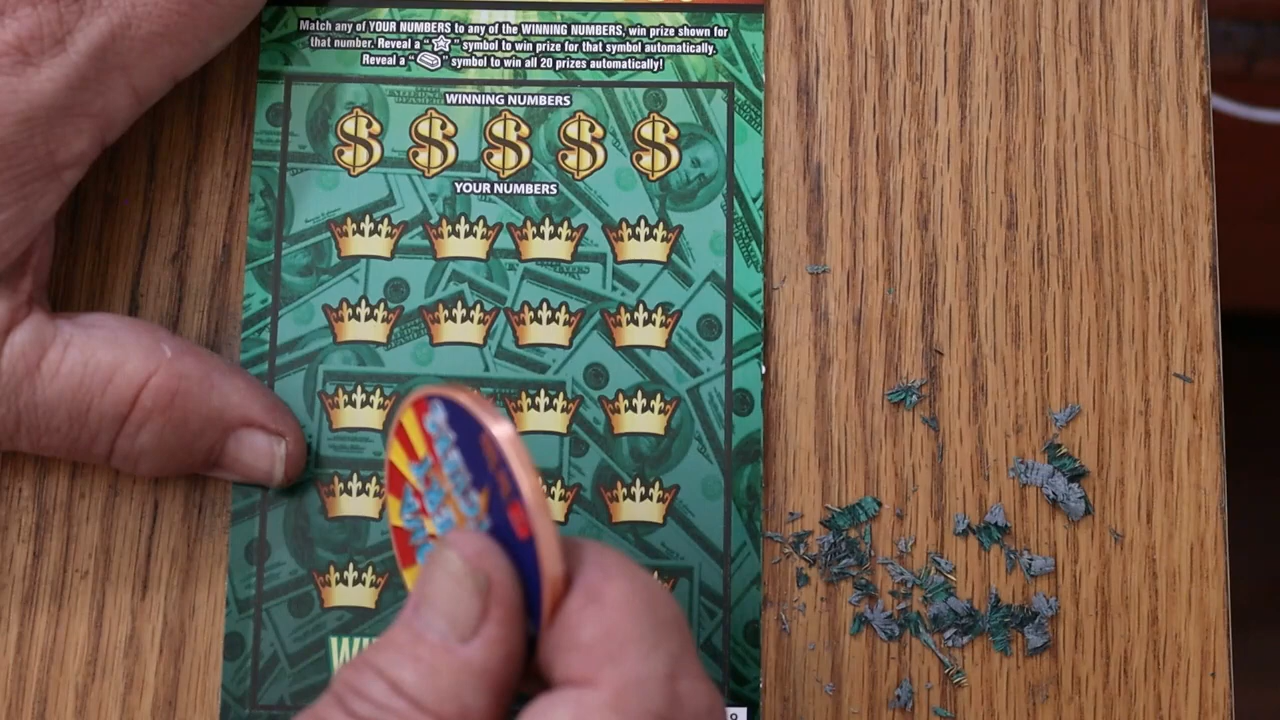 Match any of YOUR NUMBERS to any of the WINNING NUMBERS, win prize shown for
that number. Reveal a " " symbol to win prize for that symbol automatically.
Reveal a " " symbol to win all 20 prizes automatically!
WINNING NUMBERS
$ $ $ $ $
YOUR NUMBERS
9